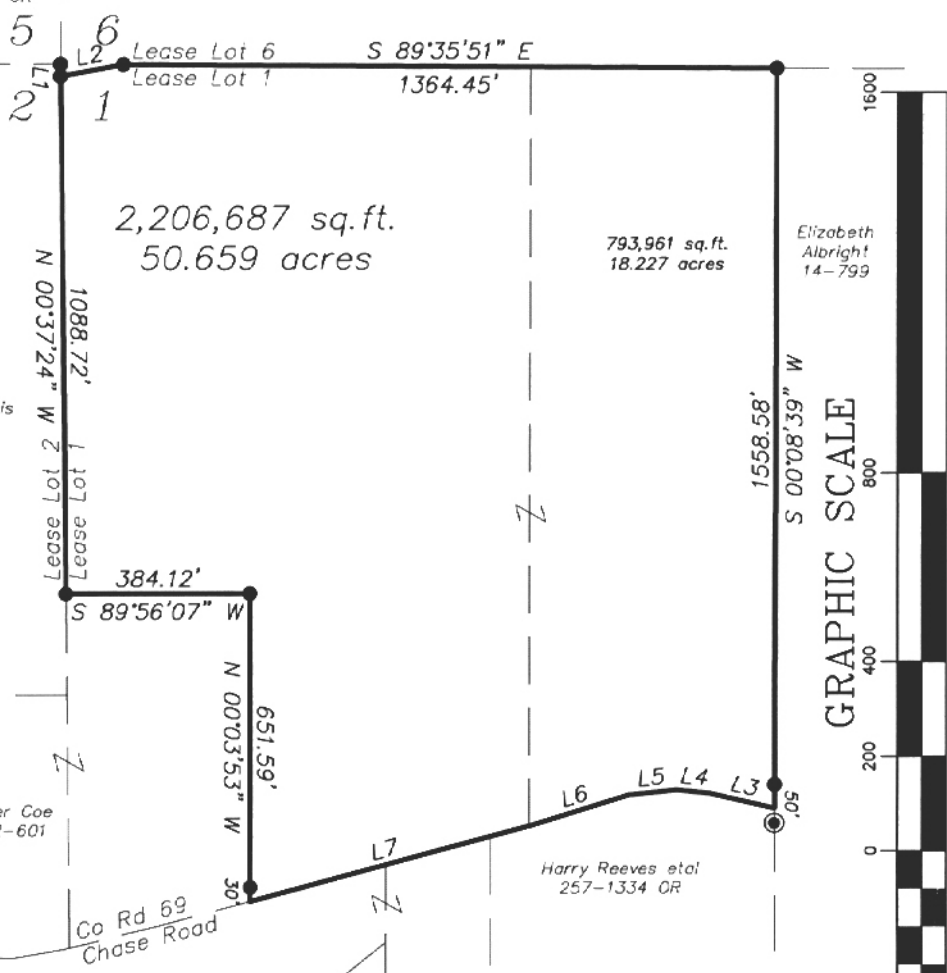 5 6
L2 Lease Lot 6 S 89°35'51" E
L1 Lease Lot 1 1364.45'
2 1
1600
2,206,687 sq.ft.
50.659 acres
793,961 sq.ft.
18.227 acres
Elizabeth
Albright
14-799
N 00°37'24" W 1088.72'
Lease Lot 2
Lease Lot 1
is
1558.58'
S 00°08'39" W
GRAPHIC SCALE
800
384.12'
S 89°56'07" W
N 00°03'53" W 651.59'
400
200
0
L7 L6 L5 L4 L3 50'
30'
er Coe
-601
Harry Reeves etal
257-1334 OR
Co Rd 69
Chase Road